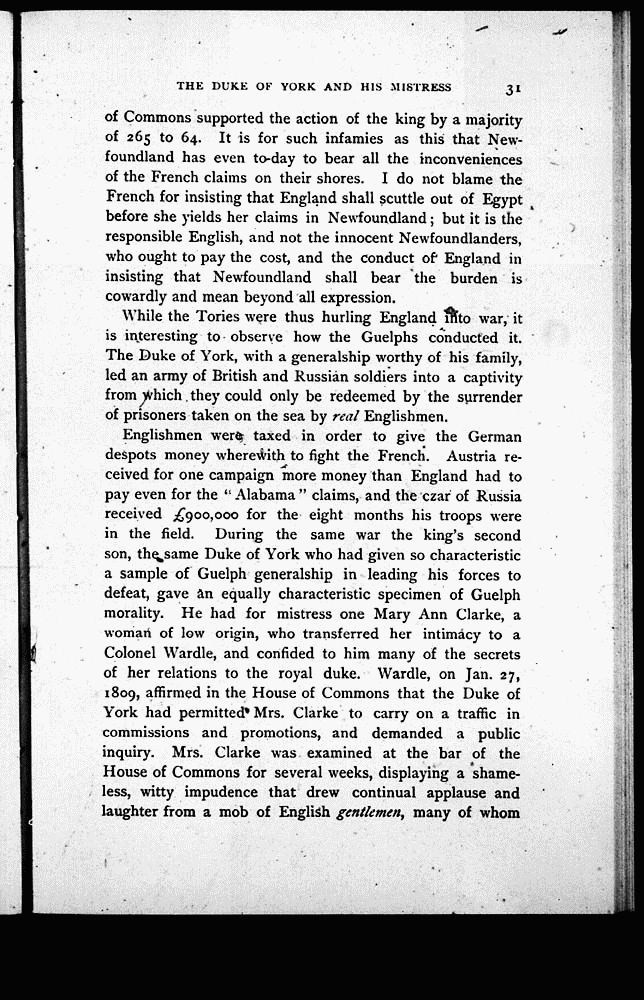 THE DUKE OF YORK AND HIS MISTRESS 31
of Commons supported the action of the king by a majority
of 265 to 64. It is for such infamies as this that New-
foundland has even to-day to bear all the inconveniences
of the French claims on their shores. I do not blame the
French for insisting that England shall scuttle out of Egypt
before she yields her claims in Newfoundland; but it is the
responsible English, and not the innocent Newfoundlanders,
who ought to pay the cost, and the conduct of England in
insisting that Newfoundland shall bear the burden is
cowardly and mean beyond all expression.
While the Tories were thus hurling England into war, it
is interesting to observe how the Guelphs conducted it.
The Duke of York, with a generalship worthy of his family,
led an army of British and Russian soldiers into a captivity
from which they could only be redeemed by the surrender
of prisoners taken on the sea by real Englishmen.
Englishmen were taxed in order to give the German
despots money wherewith to fight the French. Austria re-
ceived for one campaign more money than England had to
pay even for the "Alabama" claims, and the czar of Russia
received £900,000 for the eight months his troops were
in the field. During the same war the king's second
son, the same Duke of York who had given so characteristic
a sample of Guelph generalship in leading his forces to
defeat, gave an equally characteristic specimen of Guelph
morality. He had for mistress one Mary Ann Clarke, a
woman of low origin, who transferred her intimacy to a
Colonel Wardle, and confided to him many of the secrets
of her relations to the royal duke. Wardle, on Jan. 27,
1809, affirmed in the House of Commons that the Duke of
York had permitted Mrs. Clarke to carry on a traffic in
commissions and promotions, and demanded a public
inquiry. Mrs. Clarke was examined at the bar of the
House of Commons for several weeks, displaying a shame-
less, witty impudence that drew continual applause and
laughter from a mob of English gentlemen, many of whom